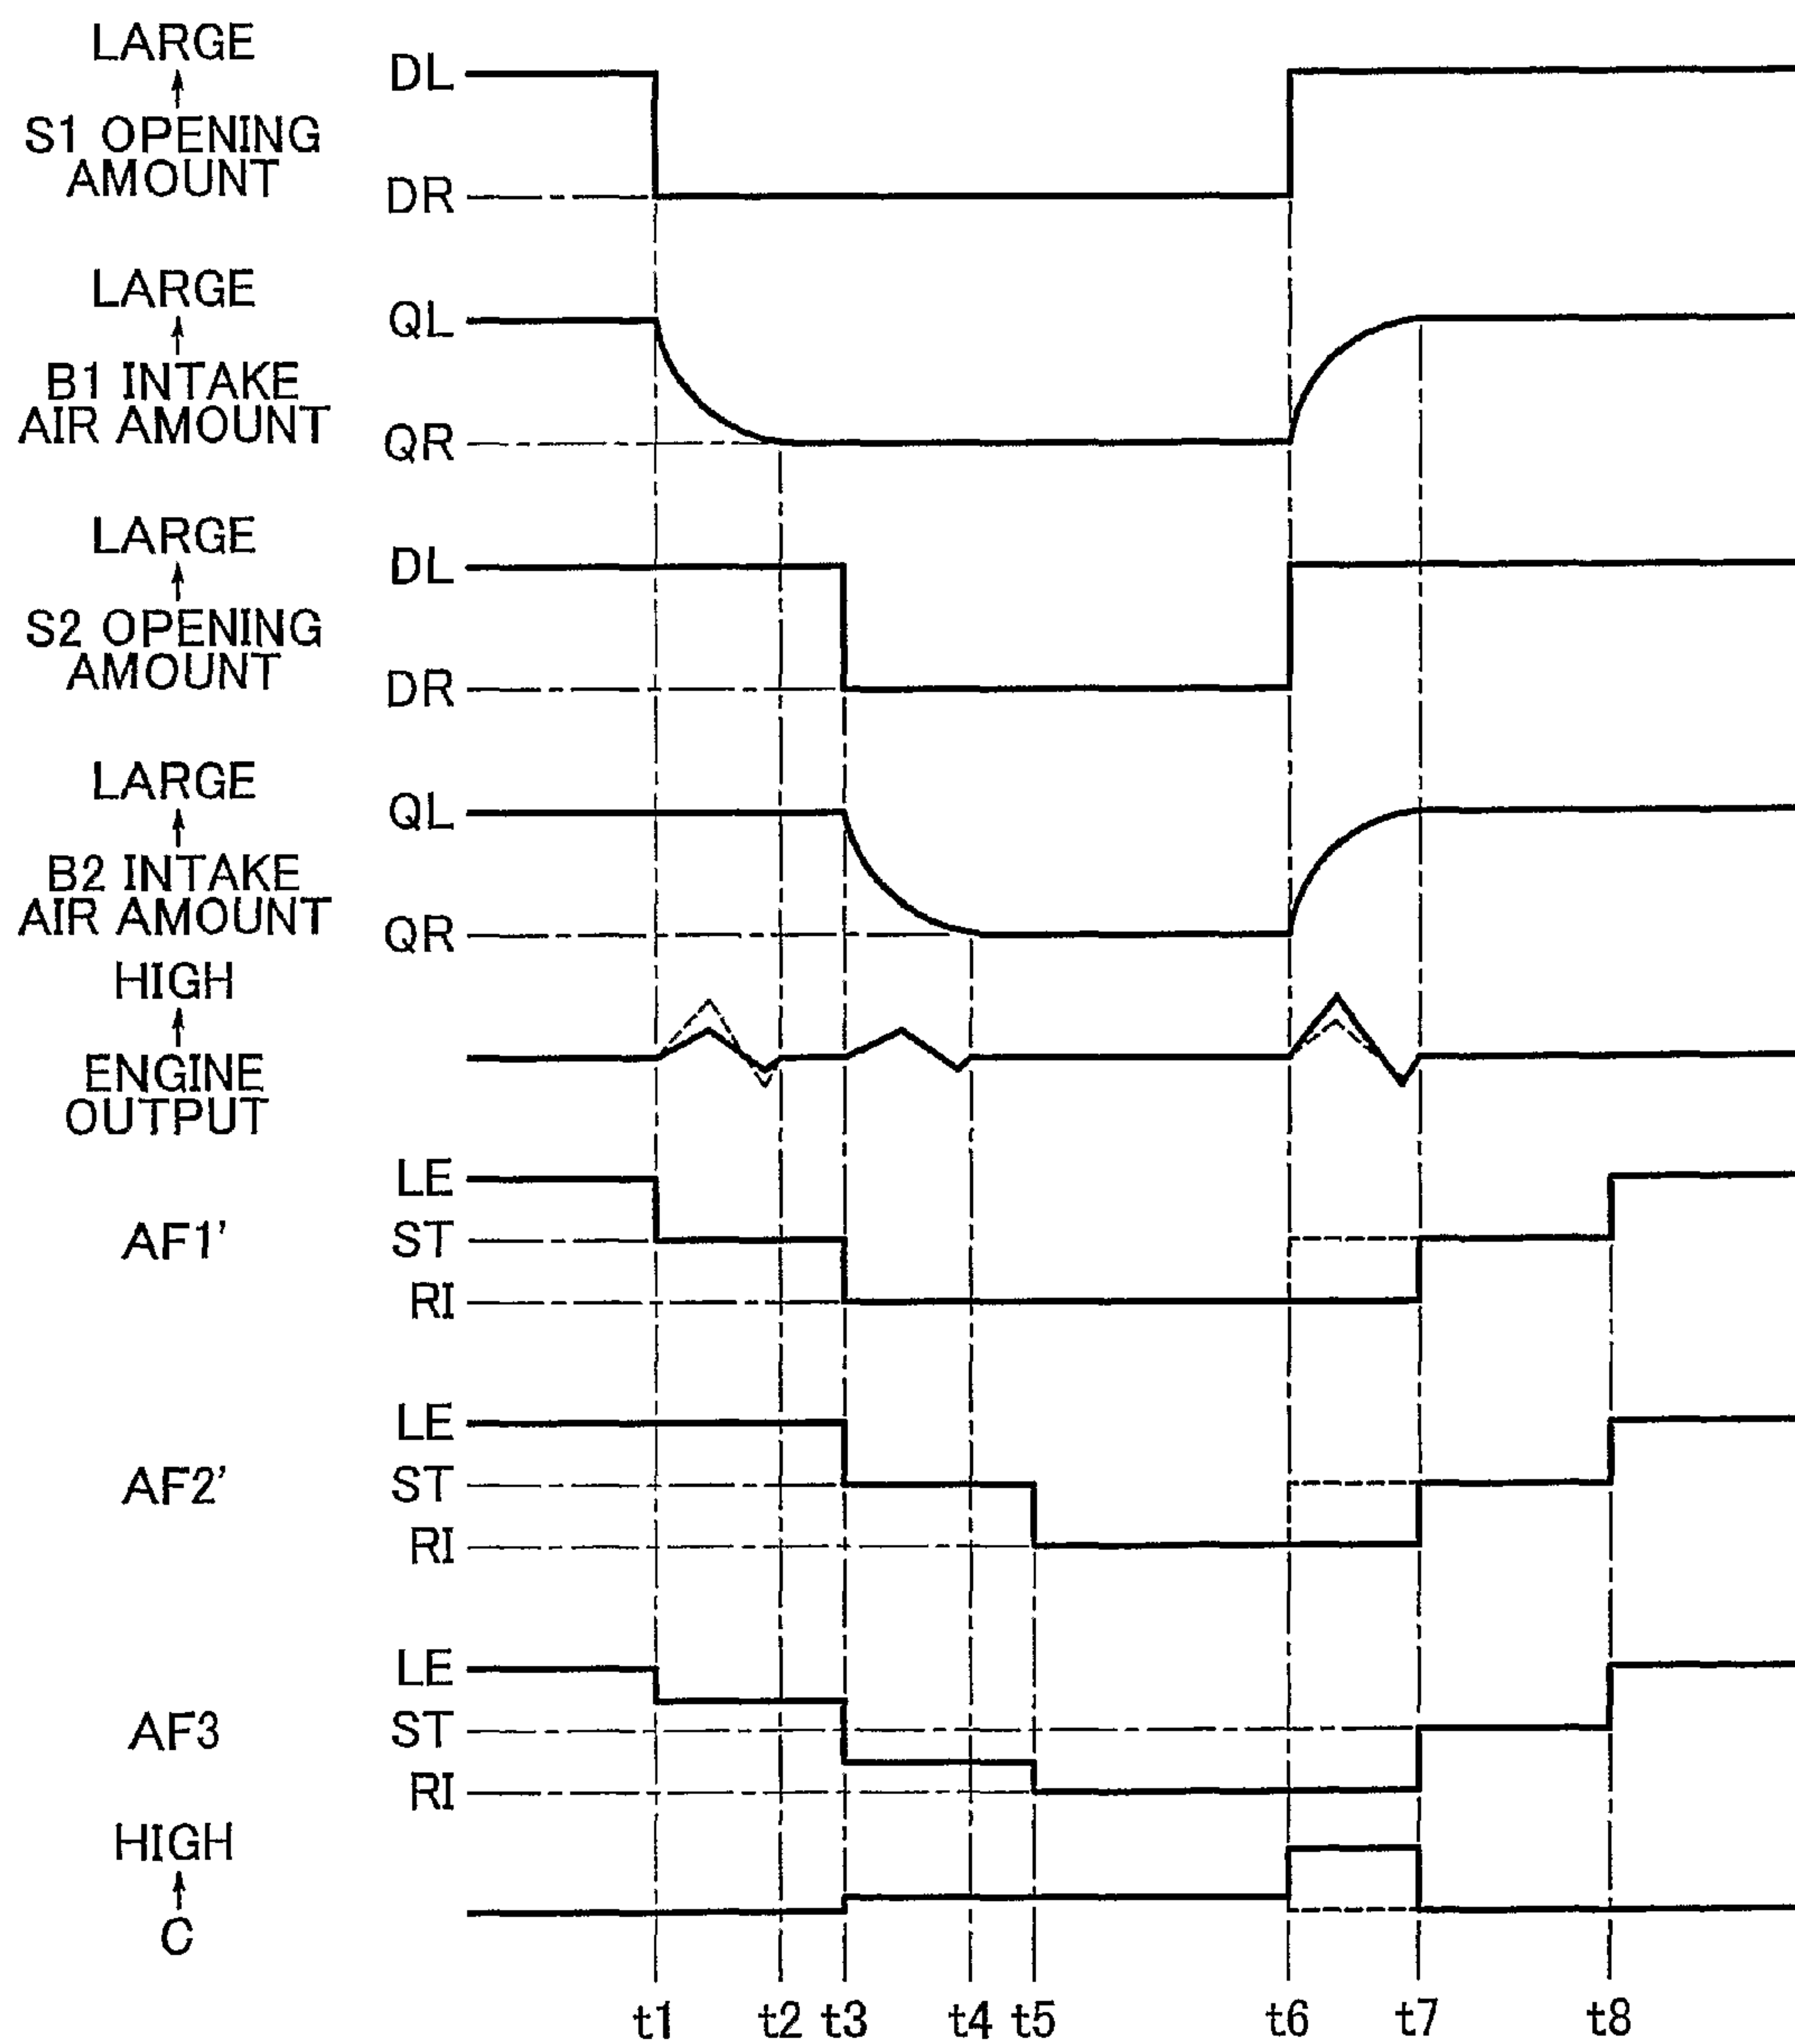 LARGE
DL
S1 OPENING
AMOUNT
DR
LARGE
QL
B1 INTAKE
AIR AMOUNT
QR
LARGE
DL
S2 OPENING
AMOUNT
DR
LARGE
QL
B2 INTAKE
AIR AMOUNT
QR
HIGH
ENGINE
OUTPUT
LE
AF1' ST
RI
LE
AF2' ST
RI
LE
AF3 ST
RI
HIGH
C
t1 t2 t3 t4 t5 t6 t7 t8